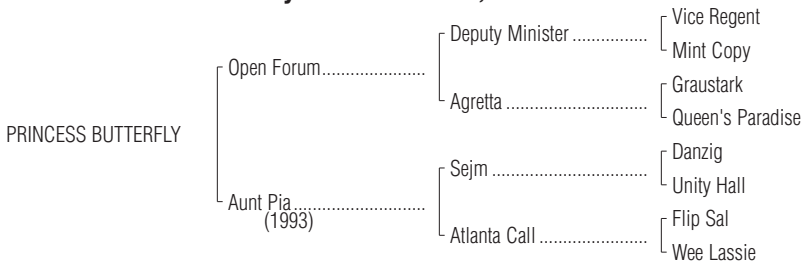 Vice Regent
Deputy Minister ................
Mint Copy
Open Forum......................
Graustark
Agretta ..............................
Queen's Paradise
PRINCESS BUTTERFLY
Danzig
Sejm .................................
Unity Hall
Aunt Pia............................
(1993)
Flip Sal
Atlanta Call .......................
Wee Lassie